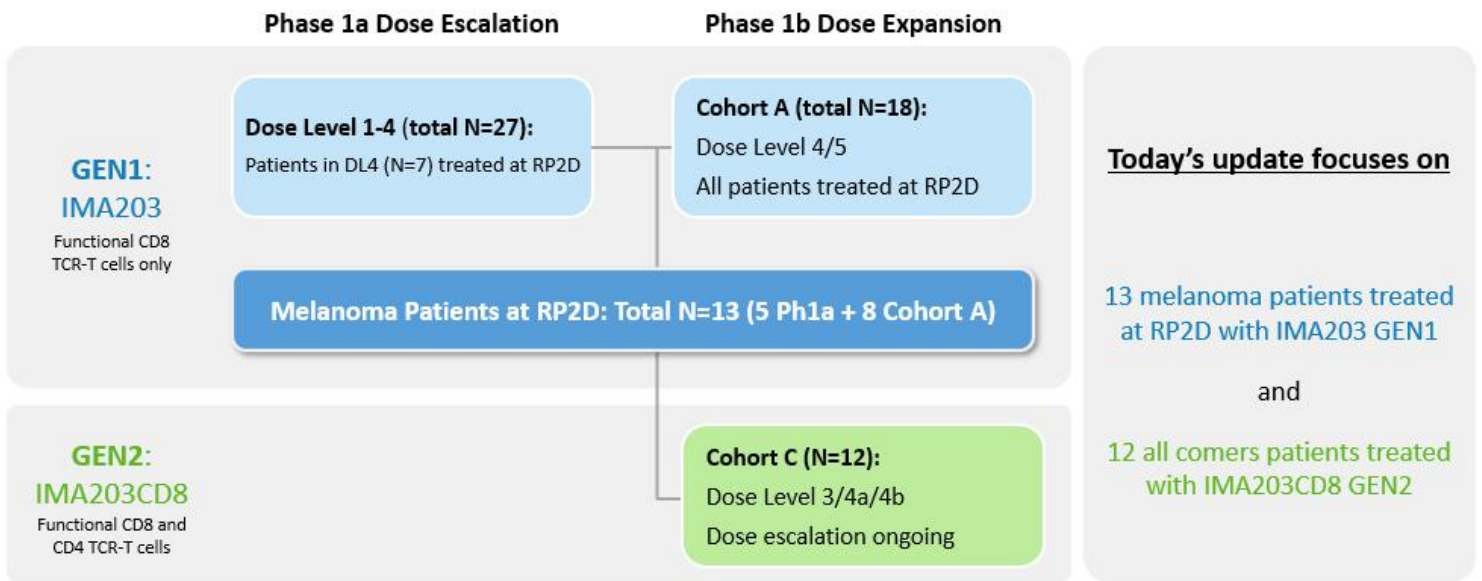 Phase 1a Dose Escalation
Phase 1b Dose Expansion
GEN1:
IMA203
Functional CD8
TCR-T cells only
Dose Level 1-4 (total N=27):
Patients in DL4 (N=7) treated at RP2D
Cohort A (total N=18):
Dose Level 4/5
All patients treated at RP2D
Melanoma Patients at RP2D: Total N=13 (5 Ph1a + 8 Cohort A)
GEN2:
IMA203CD8
Functional CD8 and
CD4 TCR-T cells
Cohort C (N=12):
Dose Level 3/4a/4b
Dose escalation ongoing
Today's update focuses on
13 melanoma patients treated
at RP2D with IMA203 GEN1
and
12 all comers patients treated
with IMA203CD8 GEN2